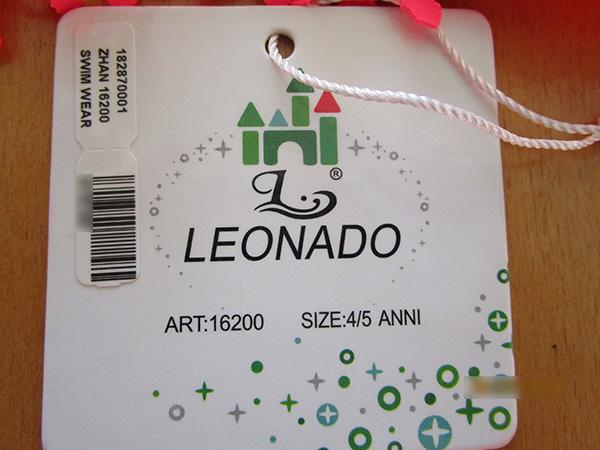 182870001
ZHAN 16200
SWIM WEAR
L
®
LEONADO
ART:16200 SIZE:4/5 ANNI